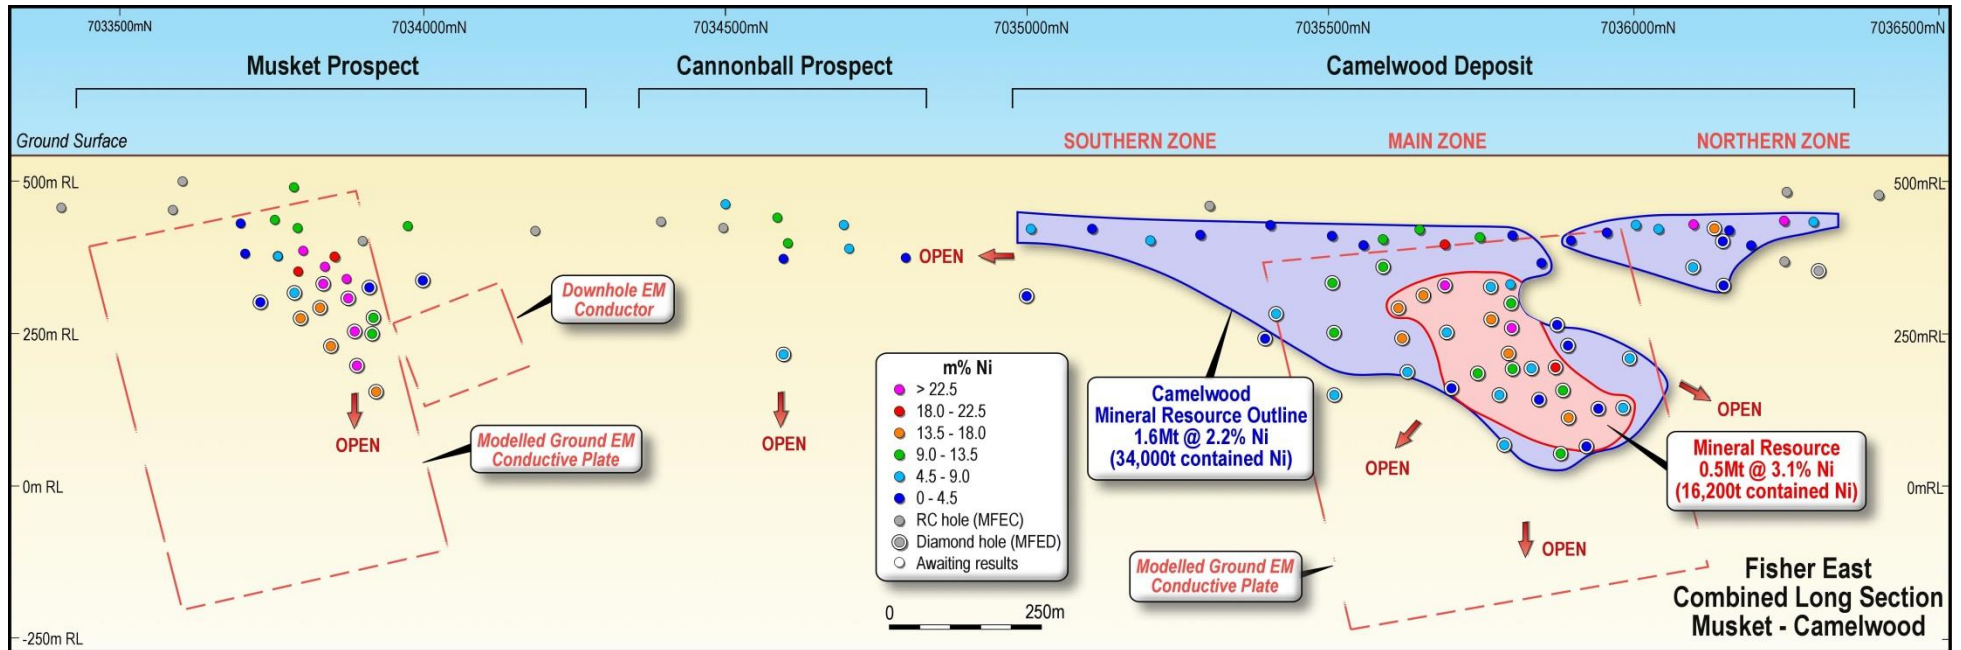 7033500mN 7034000mN 7034500mN 7035000mN 7035500mN 7036000mN 7036500mN
Musket Prospect Cannonball Prospect Camelwood Deposit
Ground Surface SOUTHERN ZONE MAIN ZONE NORTHERN ZONE
500m RL 500mRL
OPEN
Downhole EM
Conductor
250m RL 250mRL
m% Ni
> 22.5
18.0 - 22.5
13.5 - 18.0
9.0 - 13.5
4.5 - 9.0
0 - 4.5
RC hole (MFEC)
Diamond hole (MFED)
Awaiting results
Camelwood
Mineral Resource Outline
1.6Mt @ 2.2% Ni
(34,000t contained Ni)
OPEN
OPEN
OPEN
OPEN
Modelled Ground EM
Conductive Plate
Mineral Resource
0.5Mt @ 3.1% Ni
(16,200t contained Ni)
0m RL 0mRL
OPEN
Modelled Ground EM
Conductive Plate
0 250m
Fisher East
Combined Long Section
Musket - Camelwood
-250m RL